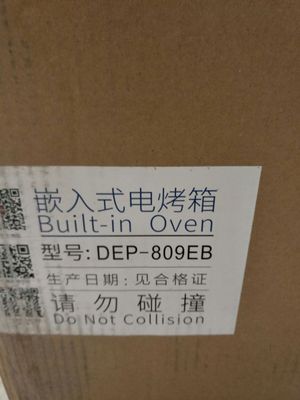 嵌入式电烤箱
Built-in Oven
型号:DEP-809EB
生产日期:见合格证
请勿碰撞
Do Not Collision